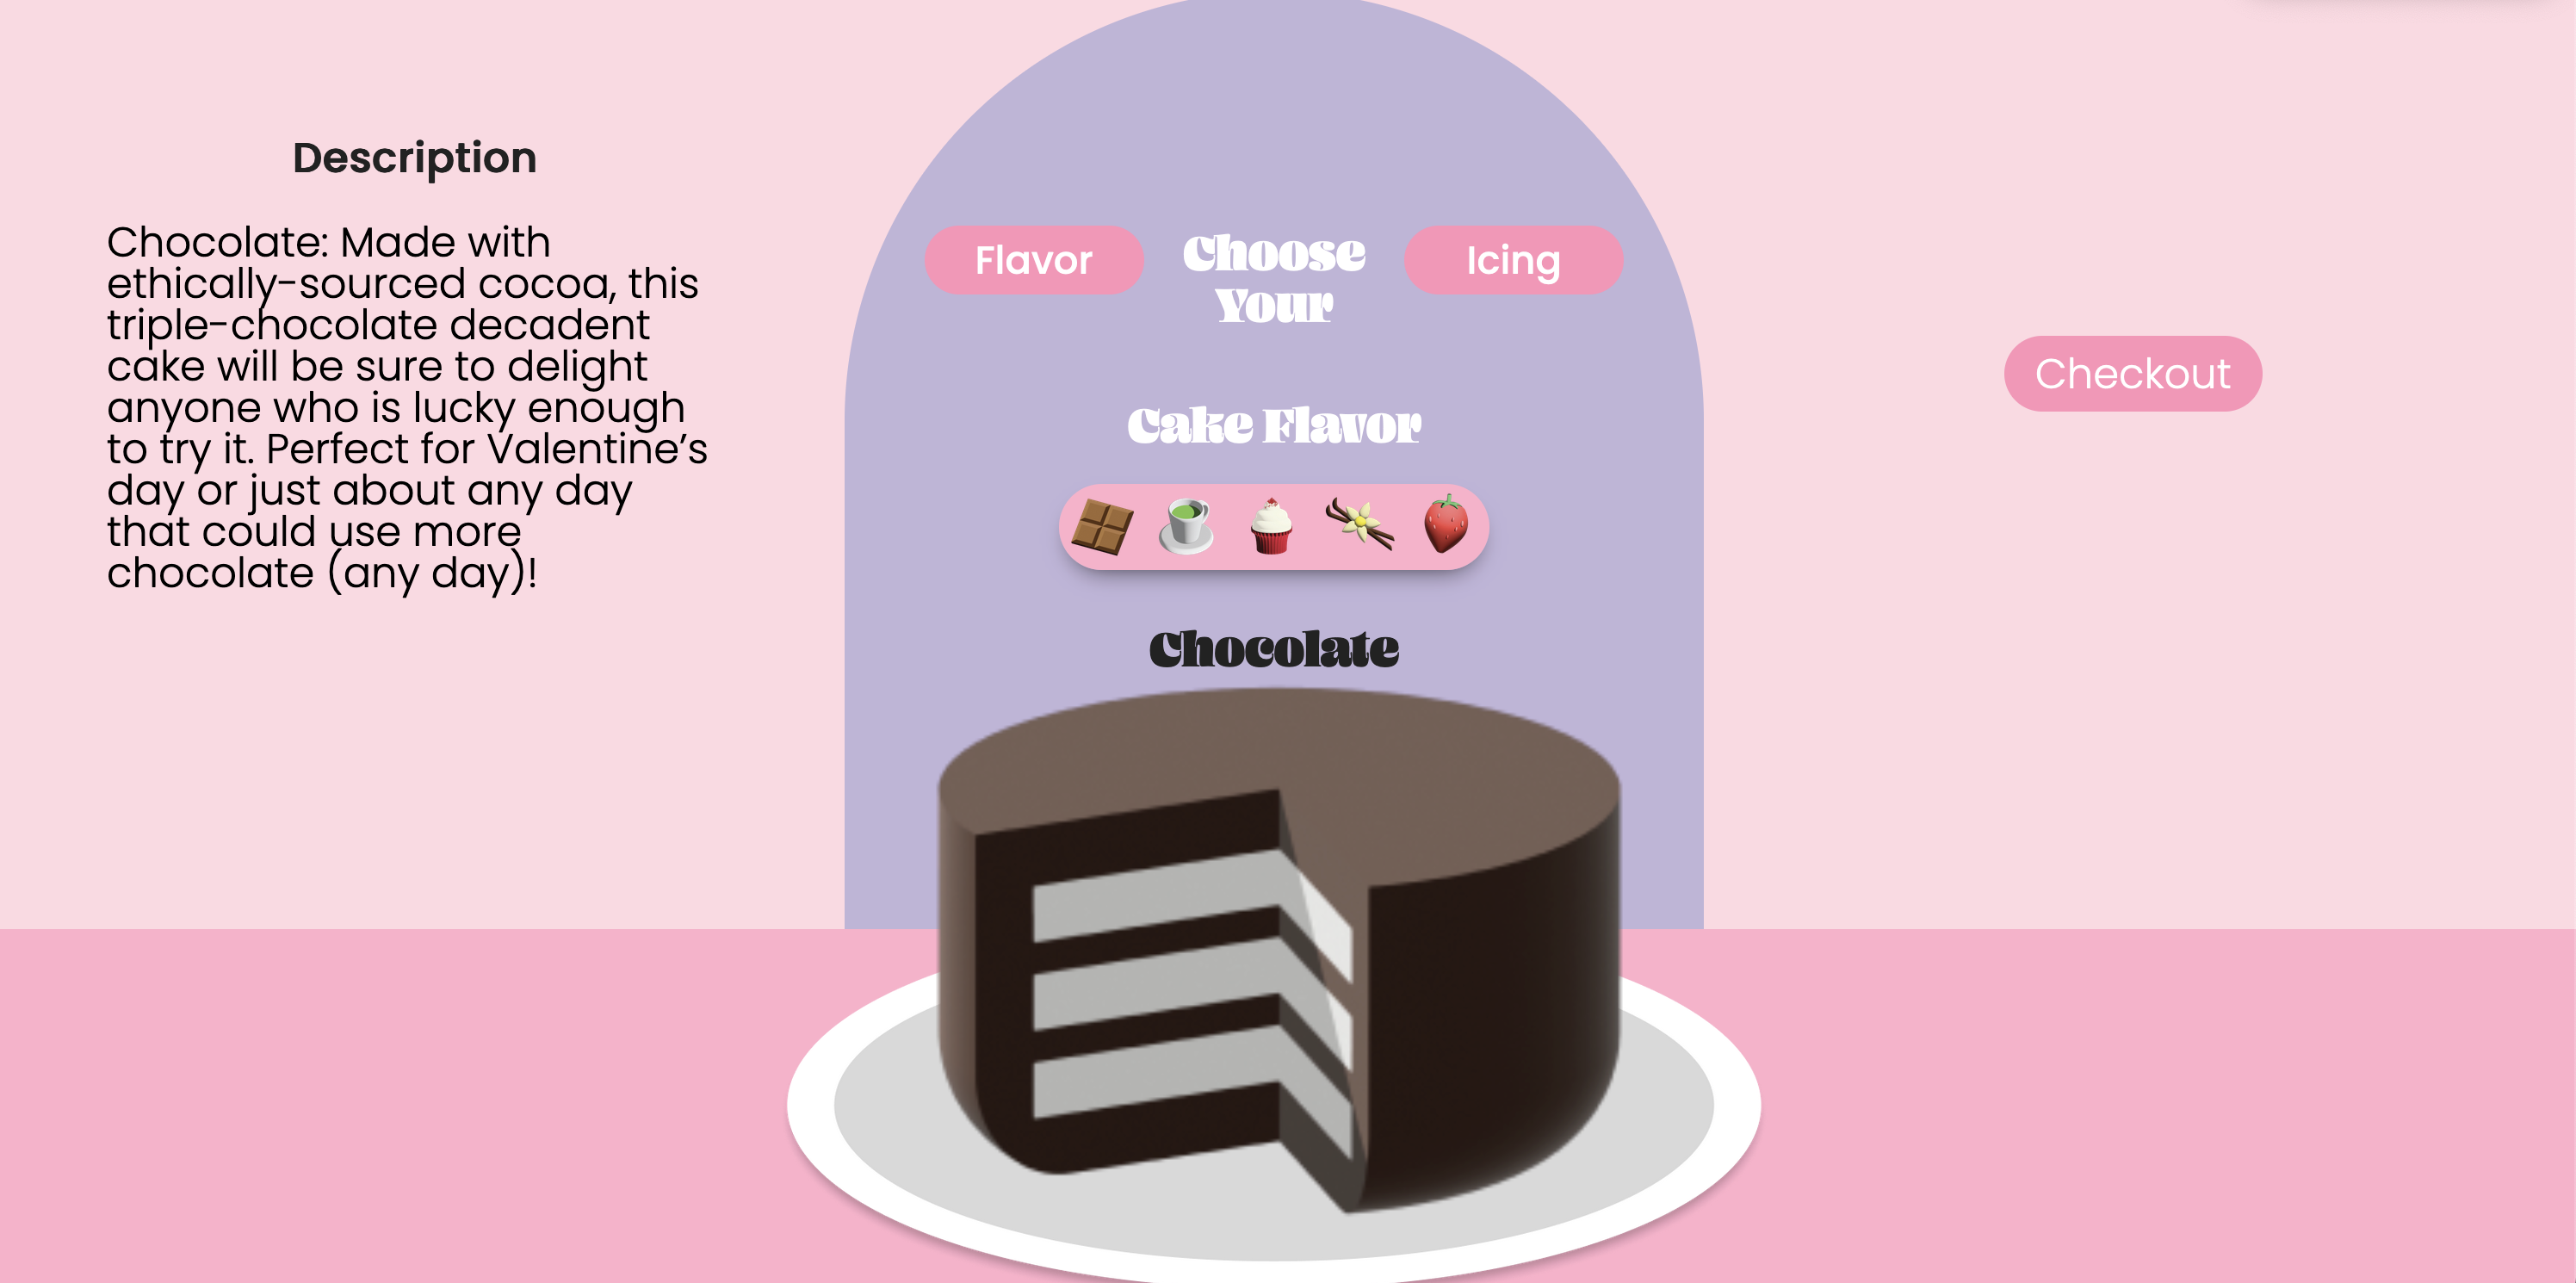 Description
Chocolate: Made with
ethically-sourced cocoa, this
triple-chocolate decadent
cake will be sure to delight
anyone who is lucky enough
to try it. Perfect for Valentine’s
day or just about any day
that could use more
chocolate (any day)!
Flavor
Choose
Your
Icing
Cake Flavor
Chocolate
Checkout